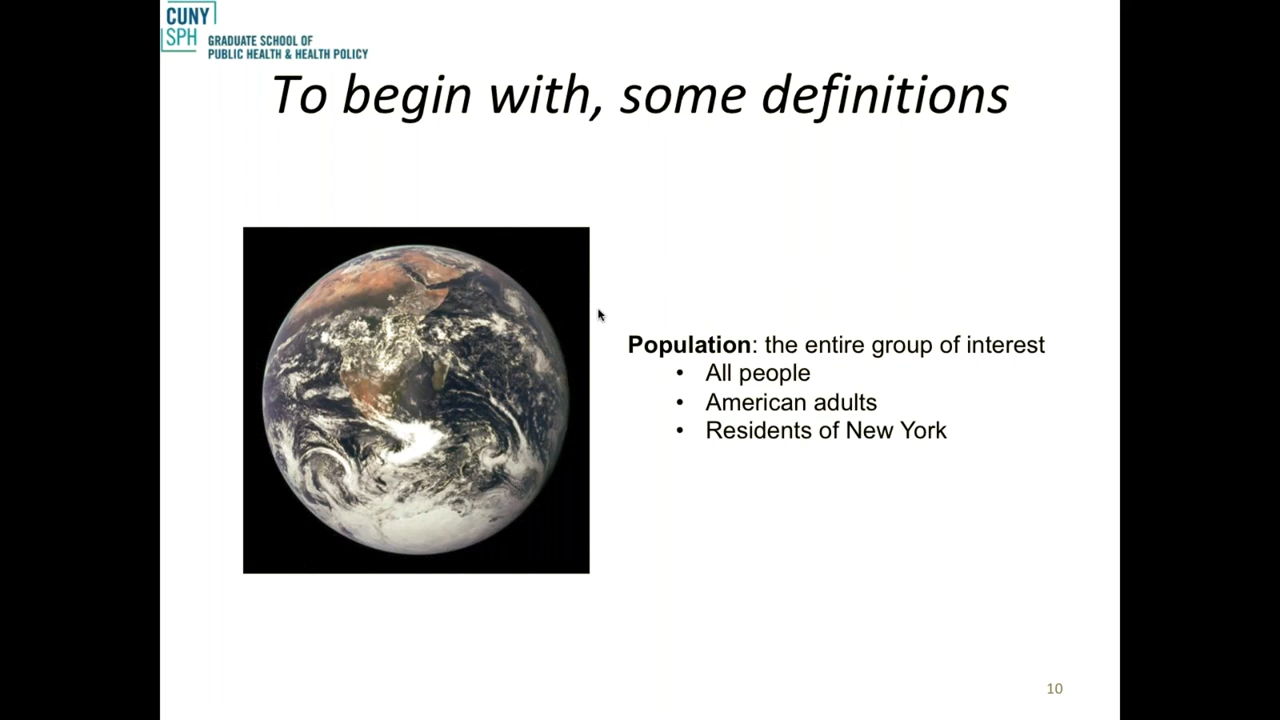 CUNY
SPH
GRADUATE SCHOOL OF
PUBLIC HEALTH & HEALTH POLICY
To begin with, some definitions
Population: the entire group of interest
• All people
• American adults
• Residents of New York
10